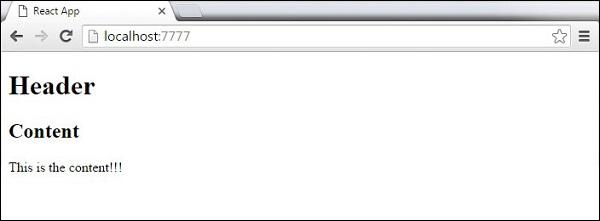 React App
localhost:7777
Header
Content
This is the content!!!